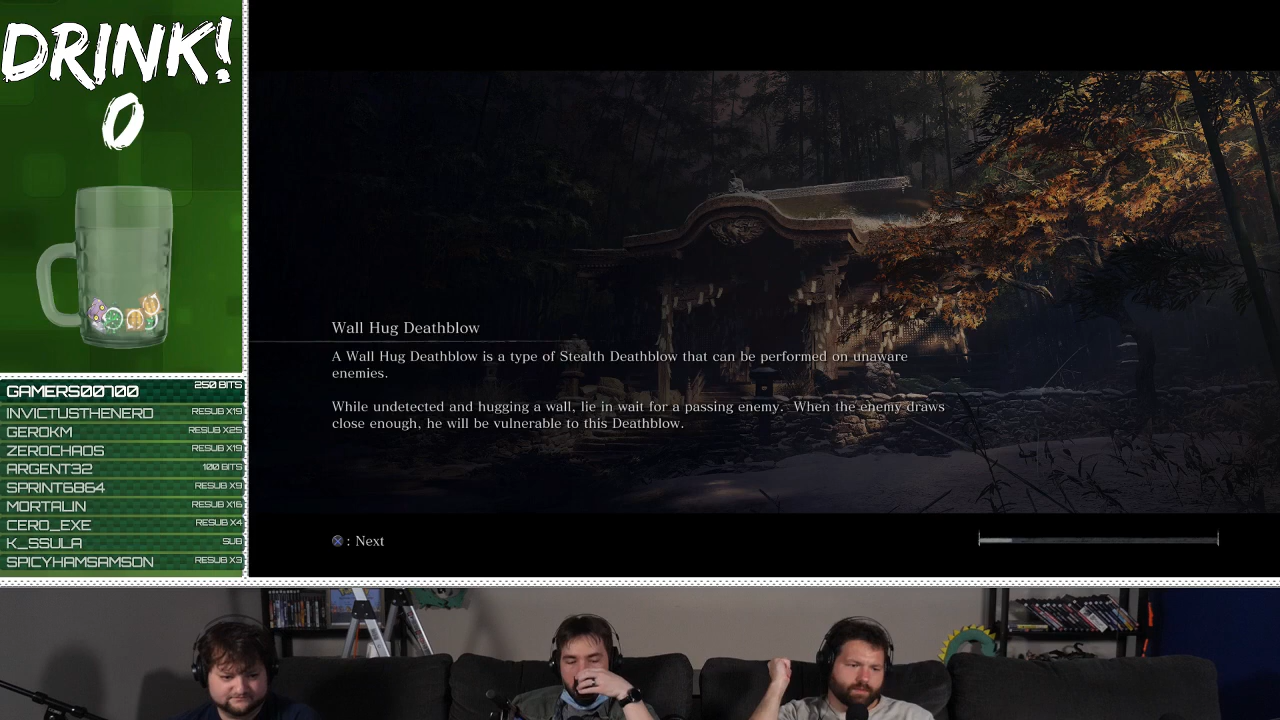 DRINK!
0
GAMERS00700 250 BITS
INVICTUSTHENERD RESUB X19
GEROKM RESUB X25
ZEROCHAOS RESUB X19
ARGENT32 100 BITS
SPRINT6864 RESUB X9
MORTALIN RESUB X16
CERO_EXE RESUB X4
K_SSULA SUB
SPICYHAMSAMSON RESUB X3
Wall Hug Deathblow
A Wall Hug Deathblow is a type of Stealth Deathblow that can be performed on unaware
enemies.
While undetected and hugging a wall, lie in wait for a passing enemy. When the enemy draws
close enough, he will be vulnerable to this Deathblow.
: Next